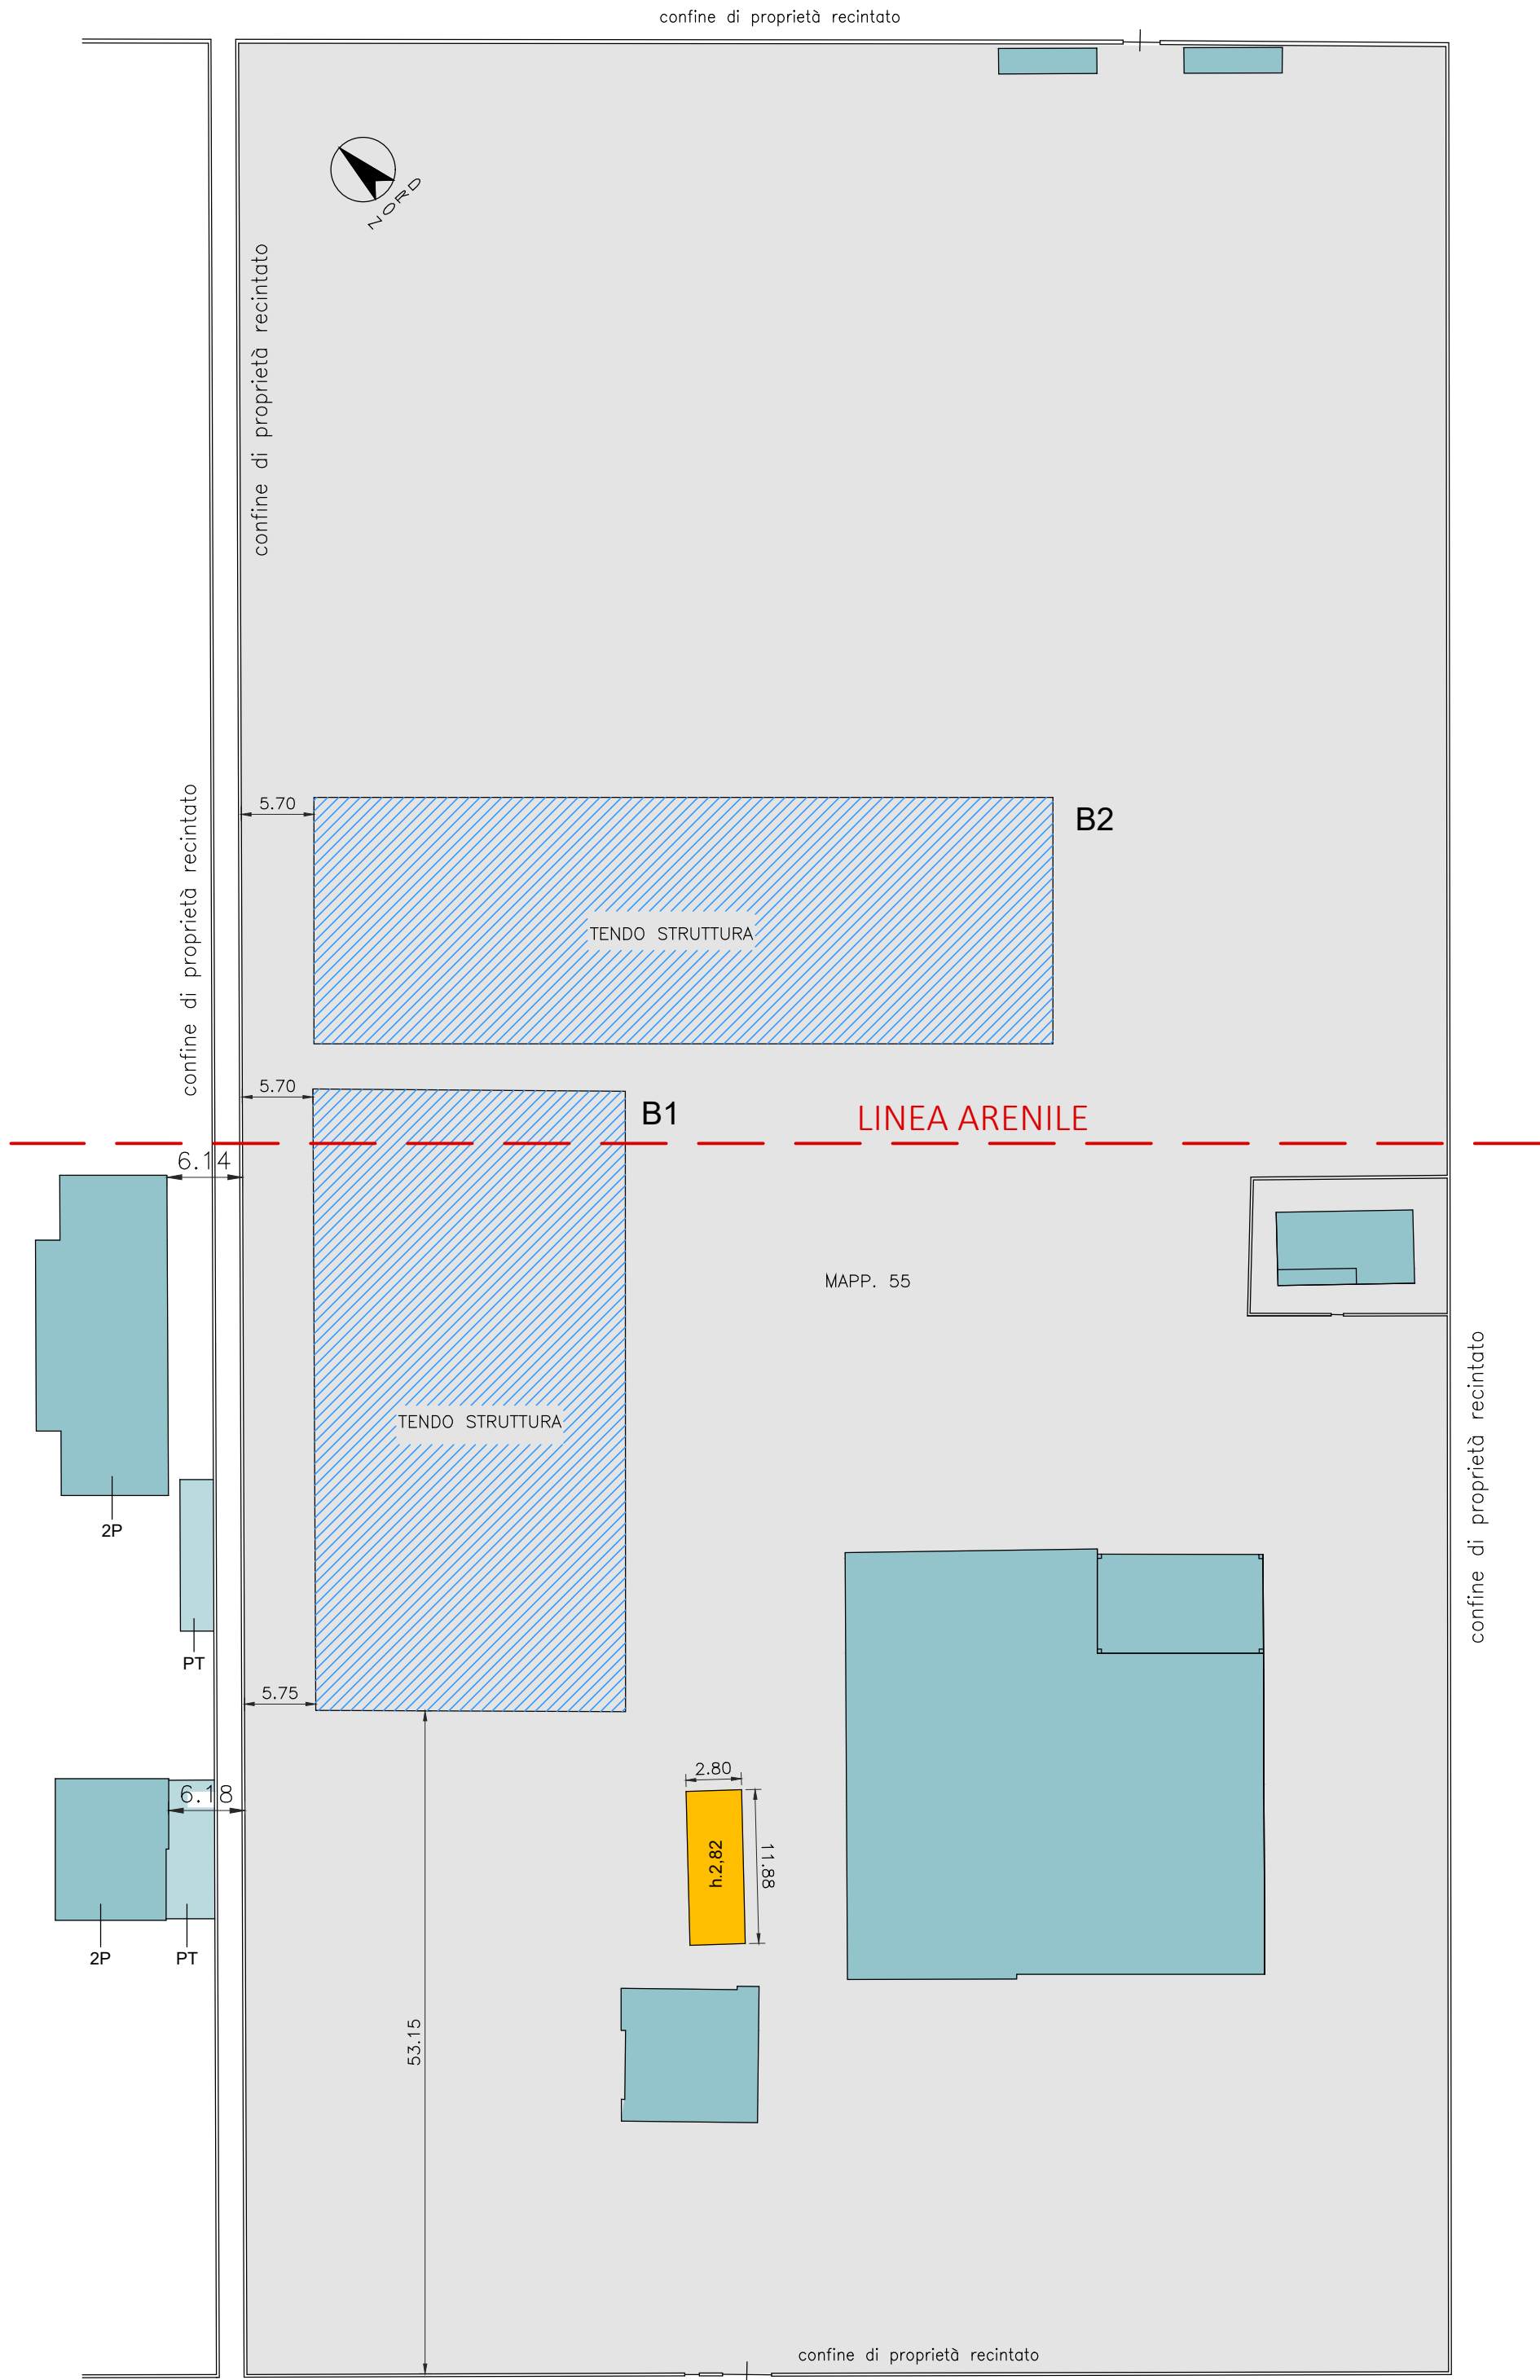 confine di proprietà recintato
NORD
confine di proprietà recintato
confine di proprietà recintato
5.70
B2
TENDO STRUTTURA
5.70
B1
LINEA ARENILE
6.14
MAPP. 55
confine di proprietà recintato
TENDO STRUTTURA
2P
PT
5.75
2.80
6.18
h.2,82
11.88
2P
PT
53.15
confine di proprietà recintato